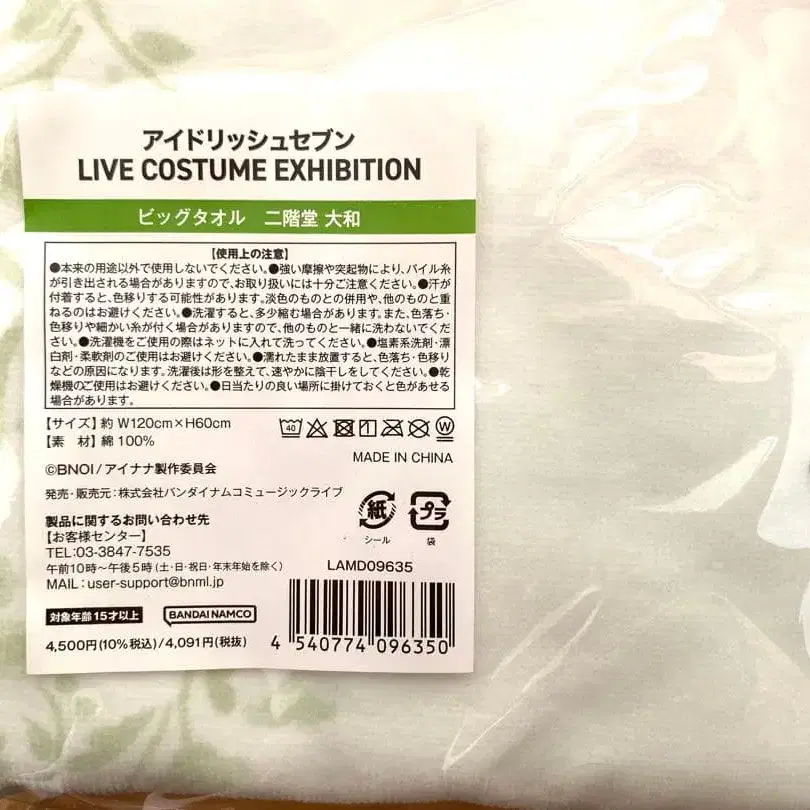 アイドリッシュセブン
LIVE COSTUME EXHIBITION
ビッグタオル 二階堂 大和
【使用上の注意】
●本来の用途以外で使用しないでください。●強い摩擦や突起物により、パイル糸
が引き出される場合がありますので、お取り扱いには十分ご注意ください。●汗が
付着すると、色移りする可能性があります。淡色のものとの併用や、他のものと重
ねるのはお避けください。●洗濯すると、多少縮む場合があります。また、色落ち・
色移りや細かい糸が付く場合がありますので、他のものと一緒に洗わないでくだ
さい。●洗濯機をご使用の際はネットに入れて洗ってください。●塩素系洗剤・漂
白剤・柔軟剤のご使用はお避けください。●濡れたまま放置すると、色落ち・色移り
などの原因になります。洗濯後は形を整えて、速やかに陰干しをしてください。●乾
燥機のご使用はお避けください。●日当たりの良い場所に掛けておくと色があせる
場合があります。
【サイズ】約 W120cm×H60cm
【素 材】綿 100%
40
W
MADE IN CHINA
©BNOI/アイナナ製作委員会
発売・販売元:株式会社バンダイナムコミュージックライブ
製品に関するお問い合わせ先
【お客様センター】
TEL:03-3847-7535
午前10時〜午後5時(土・日・祝日・年末年始を除く)
MAIL:user-support@bnml.jp
紙
シール
プラ
袋
LAMD09635
対象年齢15才以上
BANDAI NAMCO
4,500円(10%税込)/4,091円(税抜)
4 540774 096350